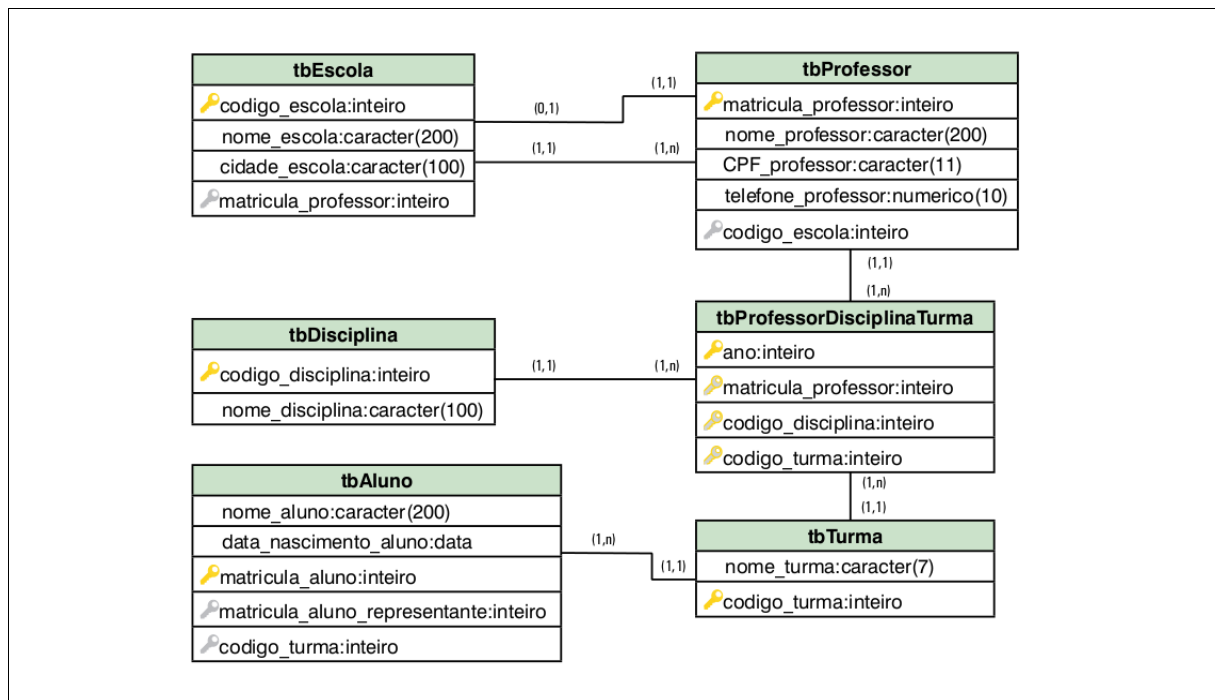 tbEscola
codigo_escola:inteiro
nome_escola:caracter(200)
cidade_escola:caracter(100)
matricula_professor:inteiro
(0,1)
(1,1)
(1,1)
(1,n)
tbProfessor
matricula_professor:inteiro
nome_professor:caracter(200)
CPF_professor:caracter(11)
telefone_professor:numerico(10)
codigo_escola:inteiro
(1,1)
(1,n)
tbDisciplina
codigo_disciplina:inteiro
nome_disciplina:caracter(100)
(1,1)
(1,n)
tbProfessorDisciplinaTurma
ano:inteiro
matricula_professor:inteiro
codigo_disciplina:inteiro
codigo_turma:inteiro
(1,n)
(1,1)
tbAluno
nome_aluno:caracter(200)
data_nascimento_aluno:data
matricula_aluno:inteiro
matricula_aluno_representante:inteiro
codigo_turma:inteiro
(1,n)
(1,1)
tbTurma
nome_turma:caracter(7)
codigo_turma:inteiro